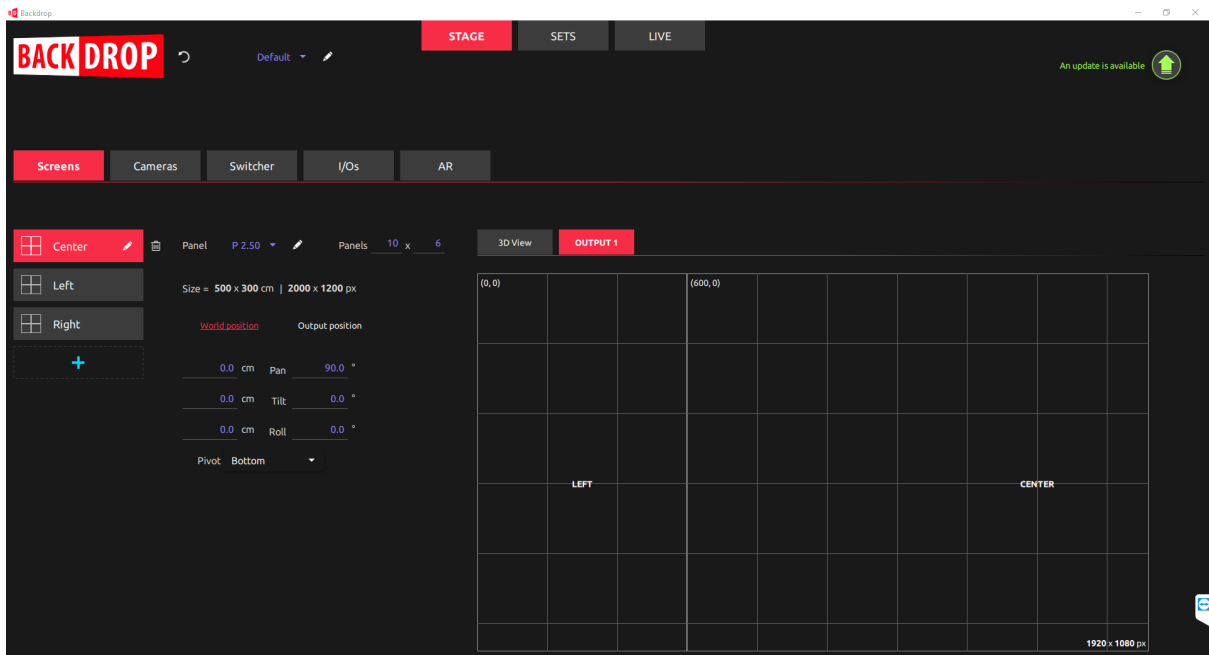 Backdrop
STAGE SETS LIVE
BACKDROP Default
An update is available
Screens Cameras Switcher I/Os AR
Center Panel P 2.50 Panels 10 x 6 3D View OUTPUT 1
Left
Size = 500 x 300 cm | 2000 x 1200 px
(0, 0) (600, 0)
Right
World position Output position
+
0.0 cm Pan 90.0 °
0.0 cm Tilt 0.0 °
0.0 cm Roll 0.0 °
Pivot Bottom
LEFT CENTER
1920 x 1080 px